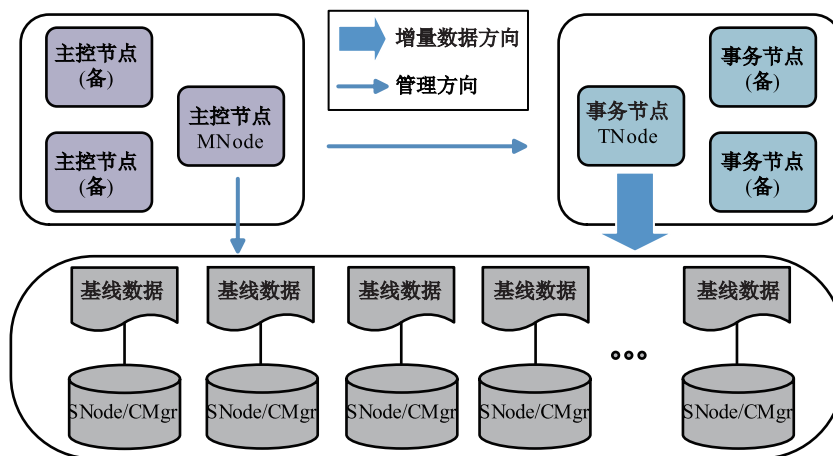 主控节点
(备)
主控节点
(备)
主控节点
MNode
增量数据方向
管理方向
事务节点
TNode
事务节点
(备)
事务节点
(备)
基线数据
基线数据
基线数据
基线数据
基线数据
SNode/CMgr
SNode/CMgr
SNode/CMgr
SNode/CMgr
SNode/CMgr